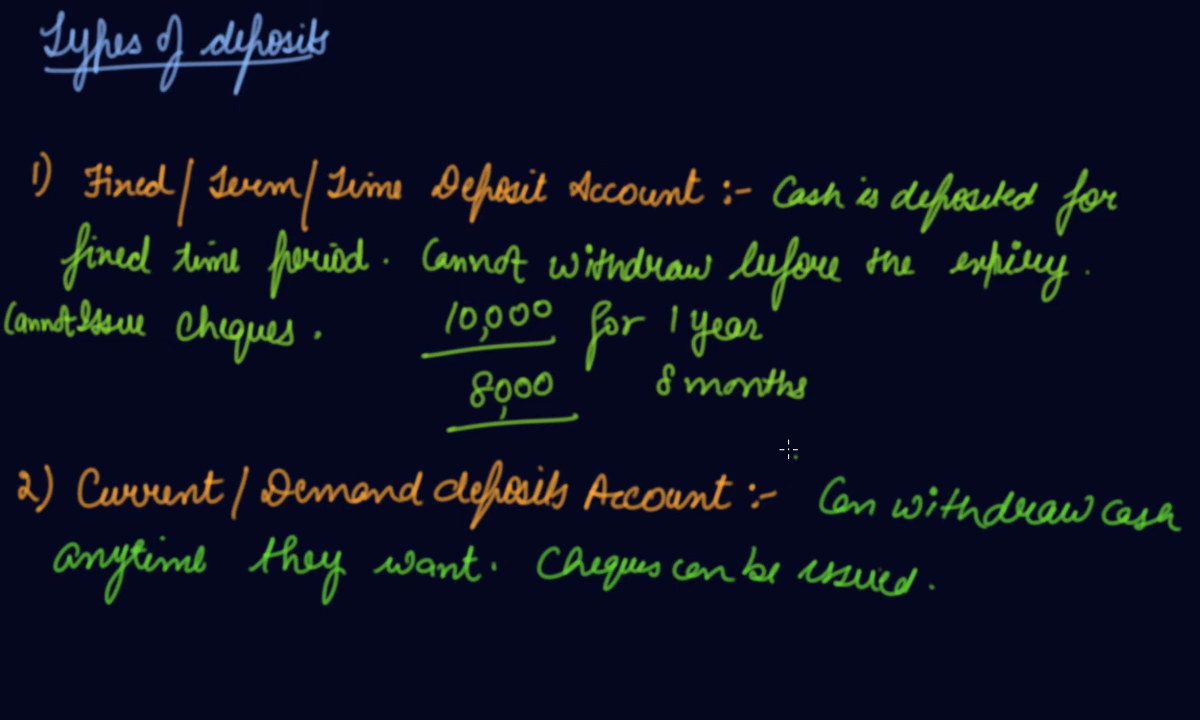 Types of deposits
1) Fixed/Term/Time Deposit Account :- Cash is deposited for
fixed time period. Cannot withdraw before the expiry.
Cannot Issue cheques. 10,000 for 1 year
8,000 8 months
2) Current/Demand deposits Account :- Can withdraw cash
anytime they want. Cheques can be issued.